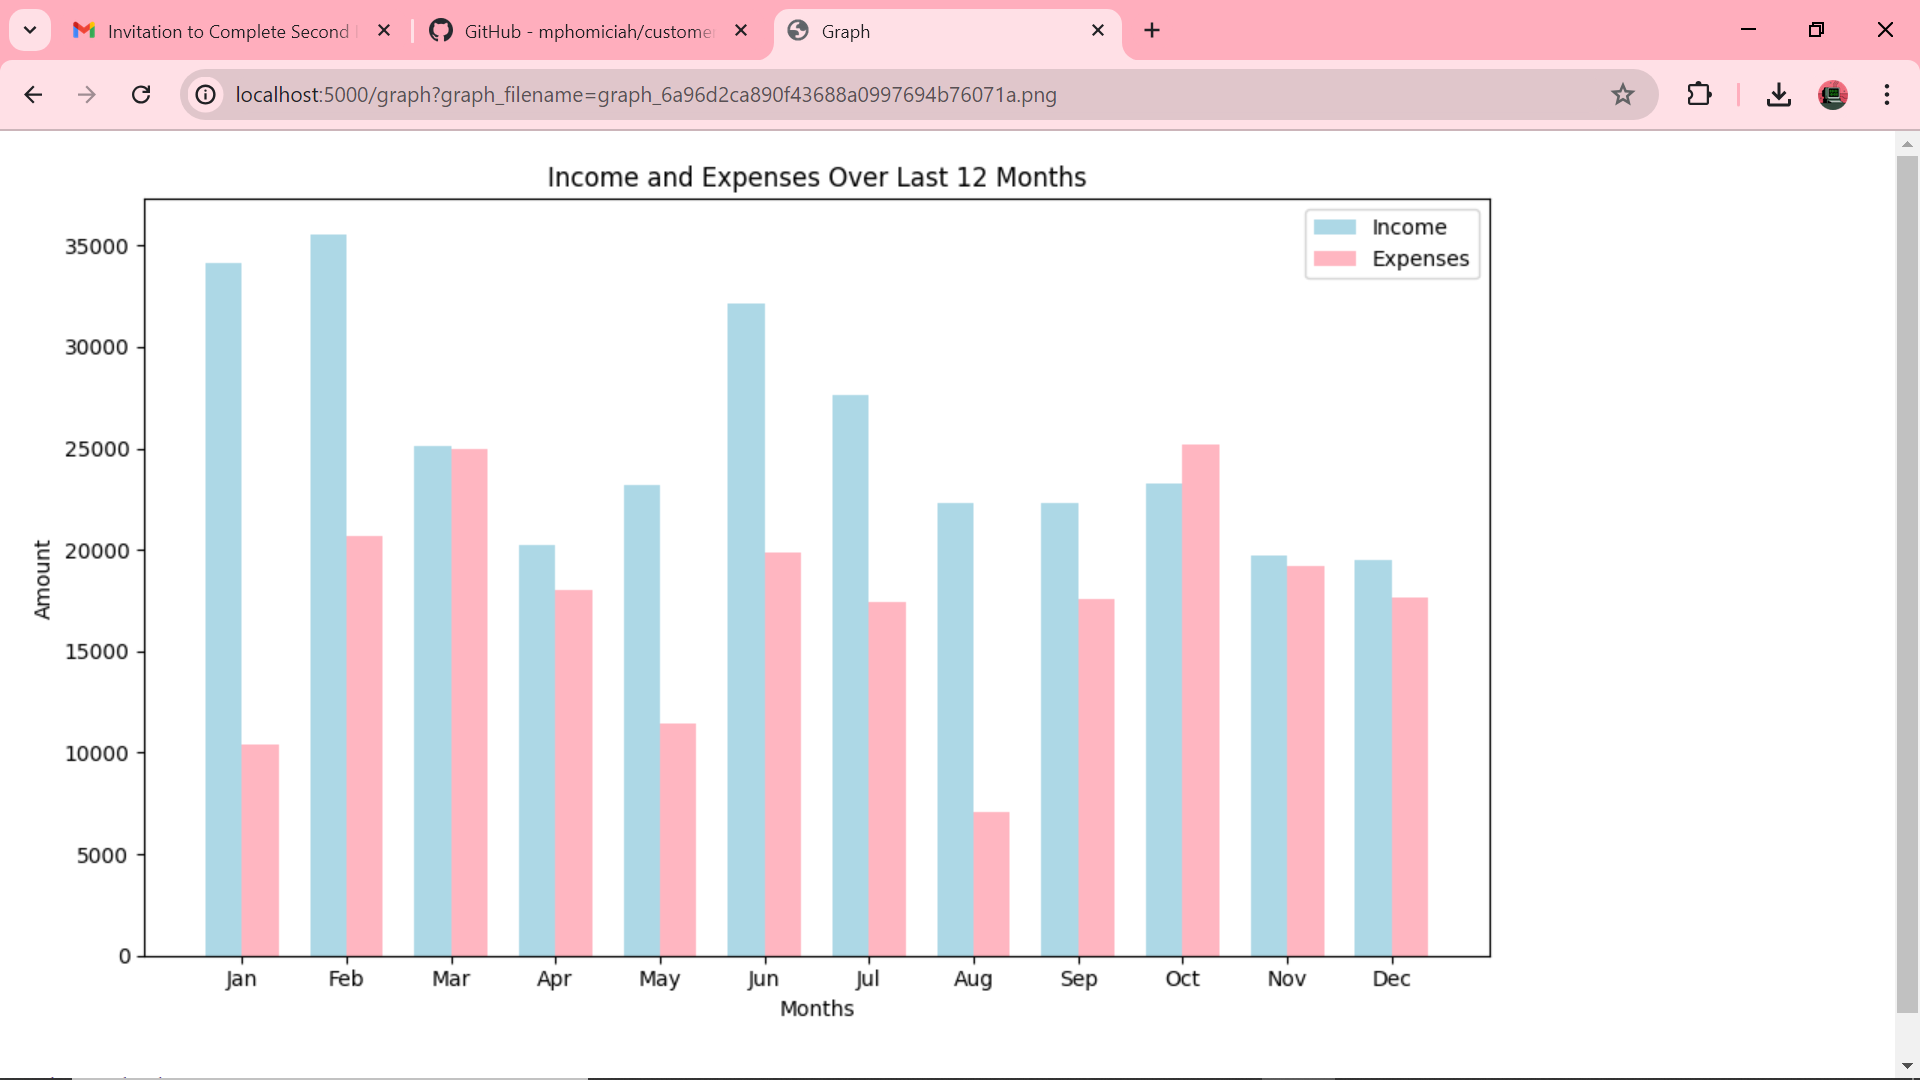 Invitation to Complete Second
GitHub - mphomiciah/custome
Graph
localhost:5000/graph?graph_filename=graph_6a96d2ca890f43688a0997694b76071a.png
Income and Expenses Over Last 12 Months
Income
Expenses
35000
30000
25000
20000
15000
10000
5000
0
Amount
Jan Feb Mar Apr May Jun Jul Aug Sep Oct Nov Dec
Months